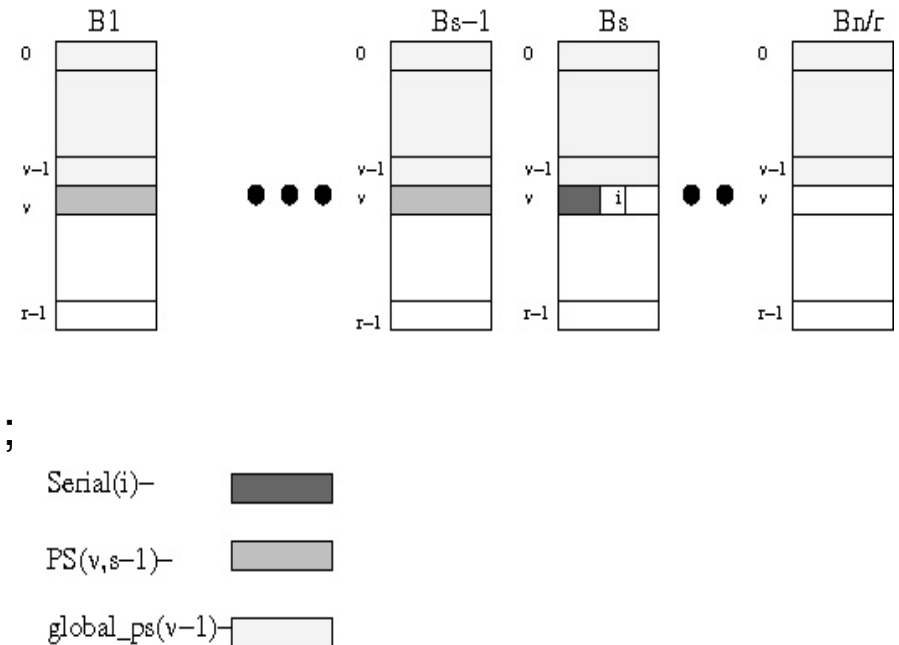 B1 Bs–1 Bs Bn/r
0 0 0 0
v–1 v–1 v–1 v–1
v v v i v
r–1 r–1 r–1 r–1
;
Serial(i)–
PS(v,s–1)–
global_ps(v–1)–